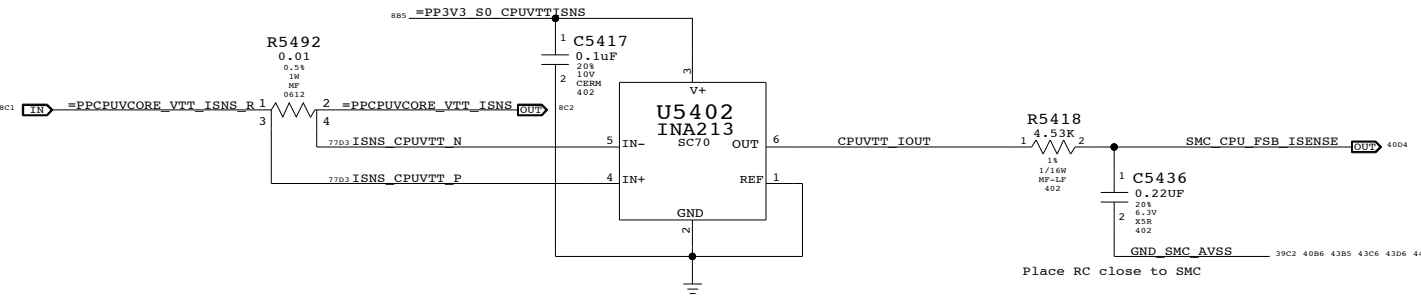 8B5 =PP3V3_S0_CPUVTTISNS
R5492
0.01
0.5%
1W
MF
0612
1 C5417
0.1uF
20%
10V
CERM
402
2
3
V+
8C1 IN =PPCPUVCORE_VTT_ISNS_R 1 2 =PPCPUVCORE_VTT_ISNS OUT 8C2
3 4
U5402
INA213
SC70
77D3 ISNS_CPUVTT_N 5 IN- OUT 6 CPUVTT_IOUT
77D3 ISNS_CPUVTT_P 4 IN+ REF 1
GND
2
R5418
4.53K
1 2 SMC_CPU_FSB_ISENSE OUT 40D4
1%
1/16W
MF-LF
402
1 C5436
0.22UF
20%
6.3V
X5R
402
2
GND_SMC_AVSS 39C2 40B6 43B5 43C6 43D6
Place RC close to SMC